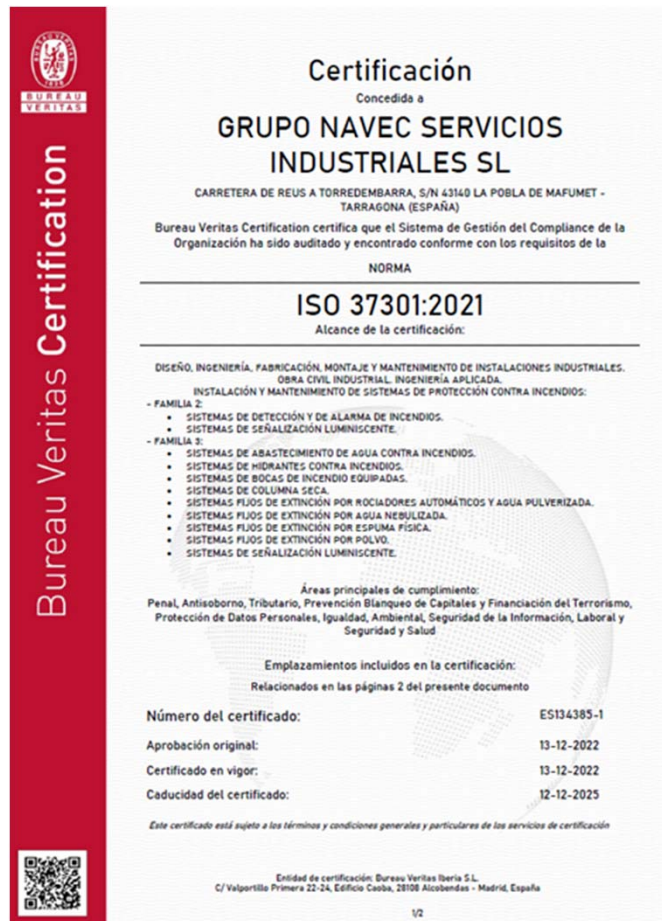 BUREAU
VERITAS
Bureau Veritas Certification
Certificación
Concedida a
GRUPO NAVEC SERVICIOS
INDUSTRIALES SL
CARRETERA DE REUS A TORREDEMBARRA, S/N 43140 LA POBLA DE MAFUMET -
TARRAGONA (ESPAÑA)
Bureau Veritas Certification certifica que el Sistema de Gestión del Compliance de la
Organización ha sido auditado y encontrado conforme con los requisitos de la
NORMA
ISO 37301:2021
Alcance de la certificación:
DISEÑO, INGENIERÍA, FABRICACIÓN, MONTAJE Y MANTENIMIENTO DE INSTALACIONES INDUSTRIALES.
OBRA CIVIL INDUSTRIAL. INGENIERÍA APLICADA.
INSTALACIÓN Y MANTENIMIENTO DE SISTEMAS DE PROTECCIÓN CONTRA INCENDIOS:
- FAMILIA 2:
• SISTEMAS DE DETECCIÓN Y DE ALARMA DE INCENDIOS.
• SISTEMAS DE SEÑALIZACIÓN LUMINISCENTE.
- FAMILIA 3:
• SISTEMAS DE ABASTECIMIENTO DE AGUA CONTRA INCENDIOS.
• SISTEMAS DE HIDRANTES CONTRA INCENDIOS.
• SISTEMAS DE BOCAS DE INCENDIO EQUIPADAS.
• SISTEMAS DE COLUMNA SECA.
• SISTEMAS FIJOS DE EXTINCIÓN POR ROCIADORES AUTOMÁTICOS Y AGUA PULVERIZADA.
• SISTEMAS FIJOS DE EXTINCIÓN POR AGUA NEBULIZADA.
• SISTEMAS FIJOS DE EXTINCIÓN POR ESPUMA FÍSICA.
• SISTEMAS FIJOS DE EXTINCIÓN POR POLVO.
• SISTEMAS DE SEÑALIZACIÓN LUMINISCENTE.
Áreas principales de cumplimiento:
Penal, Antisoborno, Tributario, Prevención Blanqueo de Capitales y Financiación del Terrorismo,
Protección de Datos Personales, Igualdad, Ambiental, Seguridad de la Información, Laboral y
Seguridad y Salud
Emplazamientos incluidos en la certificación:
Relacionados en las páginas 2 del presente documento
Número del certificado: ES134385-1
Aprobación original: 13-12-2022
Certificado en vigor: 13-12-2022
Caducidad del certificado: 12-12-2025
Este certificado está sujeto a los términos y condiciones generales y particulares de los servicios de certificación
Entidad de certificación: Bureau Veritas Iberia S.L.
C/ Valportillo Primera 22-24, Edificio Caoba, 28108 Alcobendas - Madrid, España
1/2